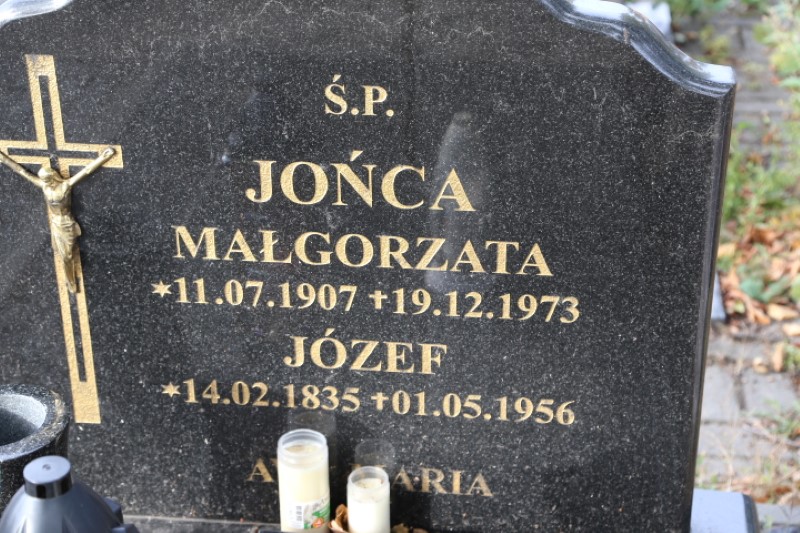 Ś.P.
JOŃCA
MAŁGORZATA
*11.07.1907 †19.12.1973
JÓZEF
*14.02.1835 †01.05.1956